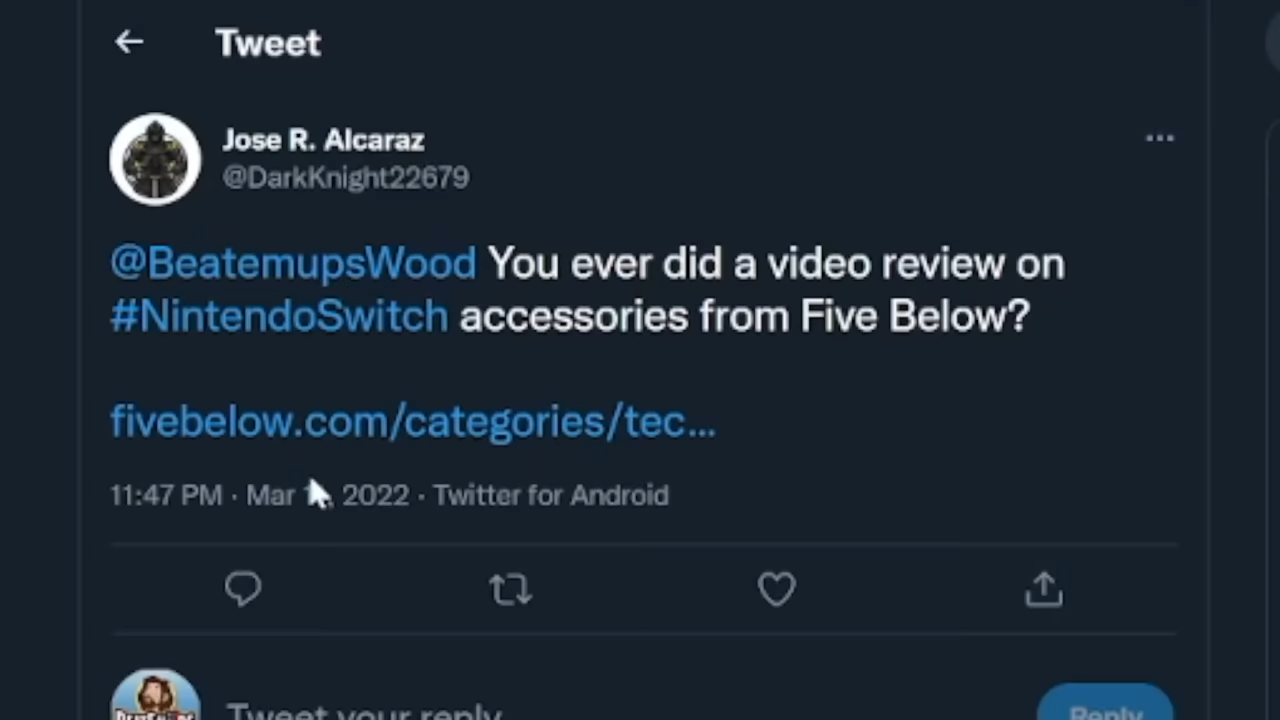 Tweet
Jose R. Alcaraz
@DarkKnight22679
@BeatemupsWood You ever did a video review on
#NintendoSwitch accessories from Five Below?
fivebelow.com/categories/tec...
11:47 PM · Mar 2022 · Twitter for Android
Tweet your reply
Reply